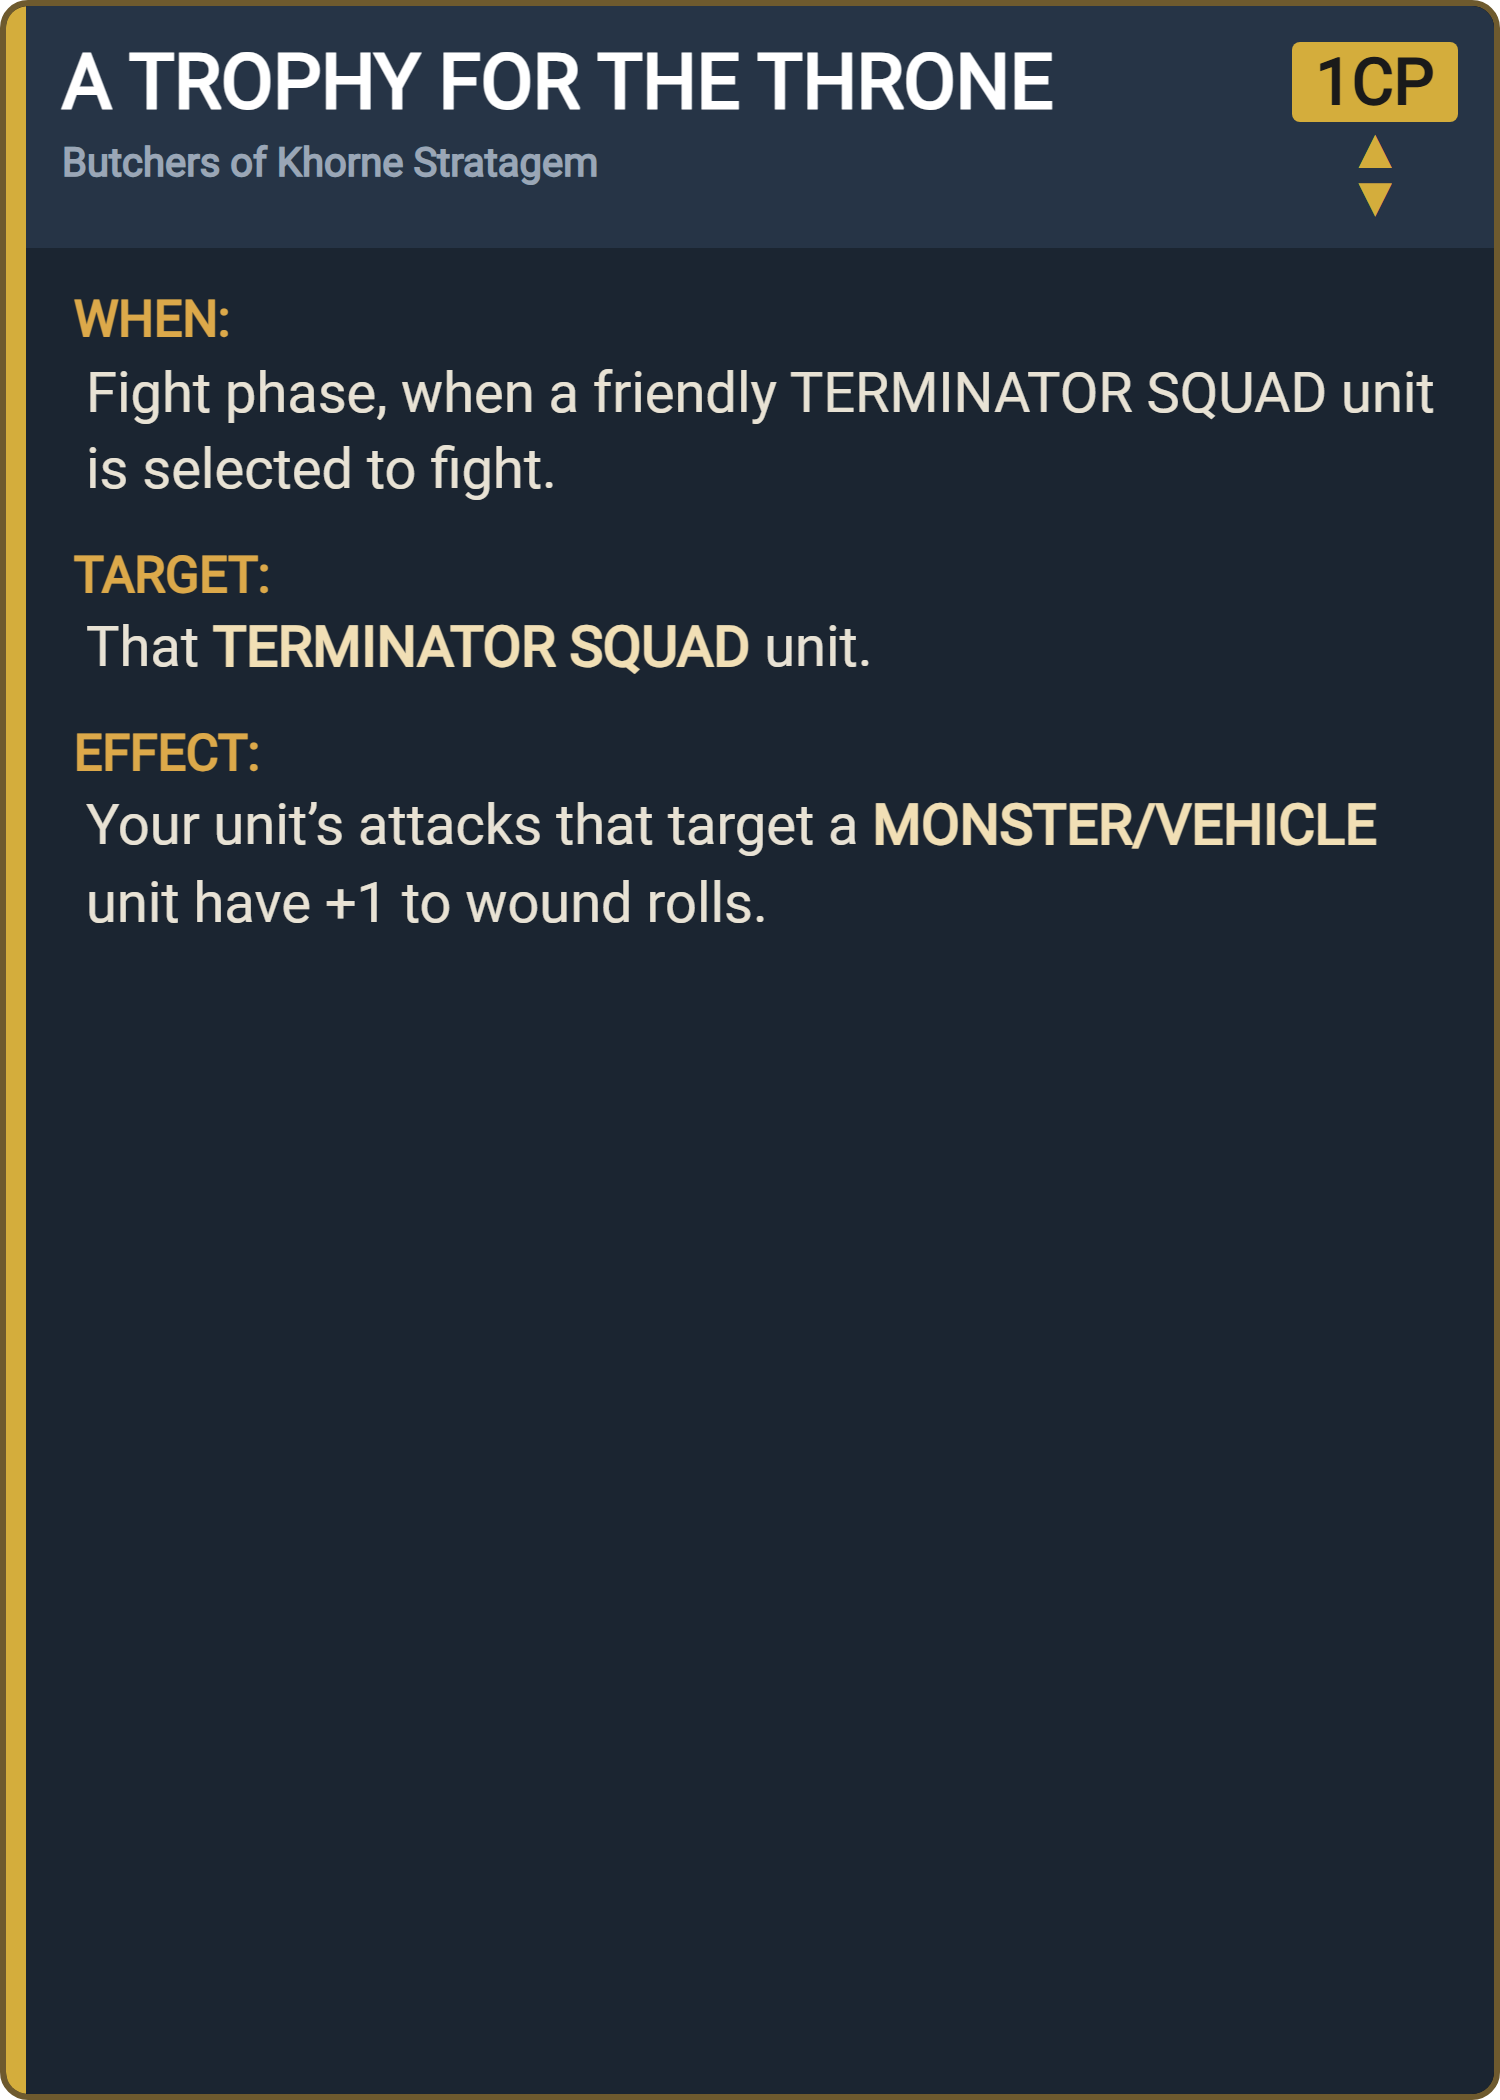 A TROPHY FOR THE THRONE
1CP
Butchers of Khorne Stratagem
▲
▼
WHEN:
Fight phase, when a friendly TERMINATOR SQUAD unit
is selected to fight.
TARGET:
That TERMINATOR SQUAD unit.
EFFECT:
Your unit’s attacks that target a MONSTER/VEHICLE
unit have +1 to wound rolls.